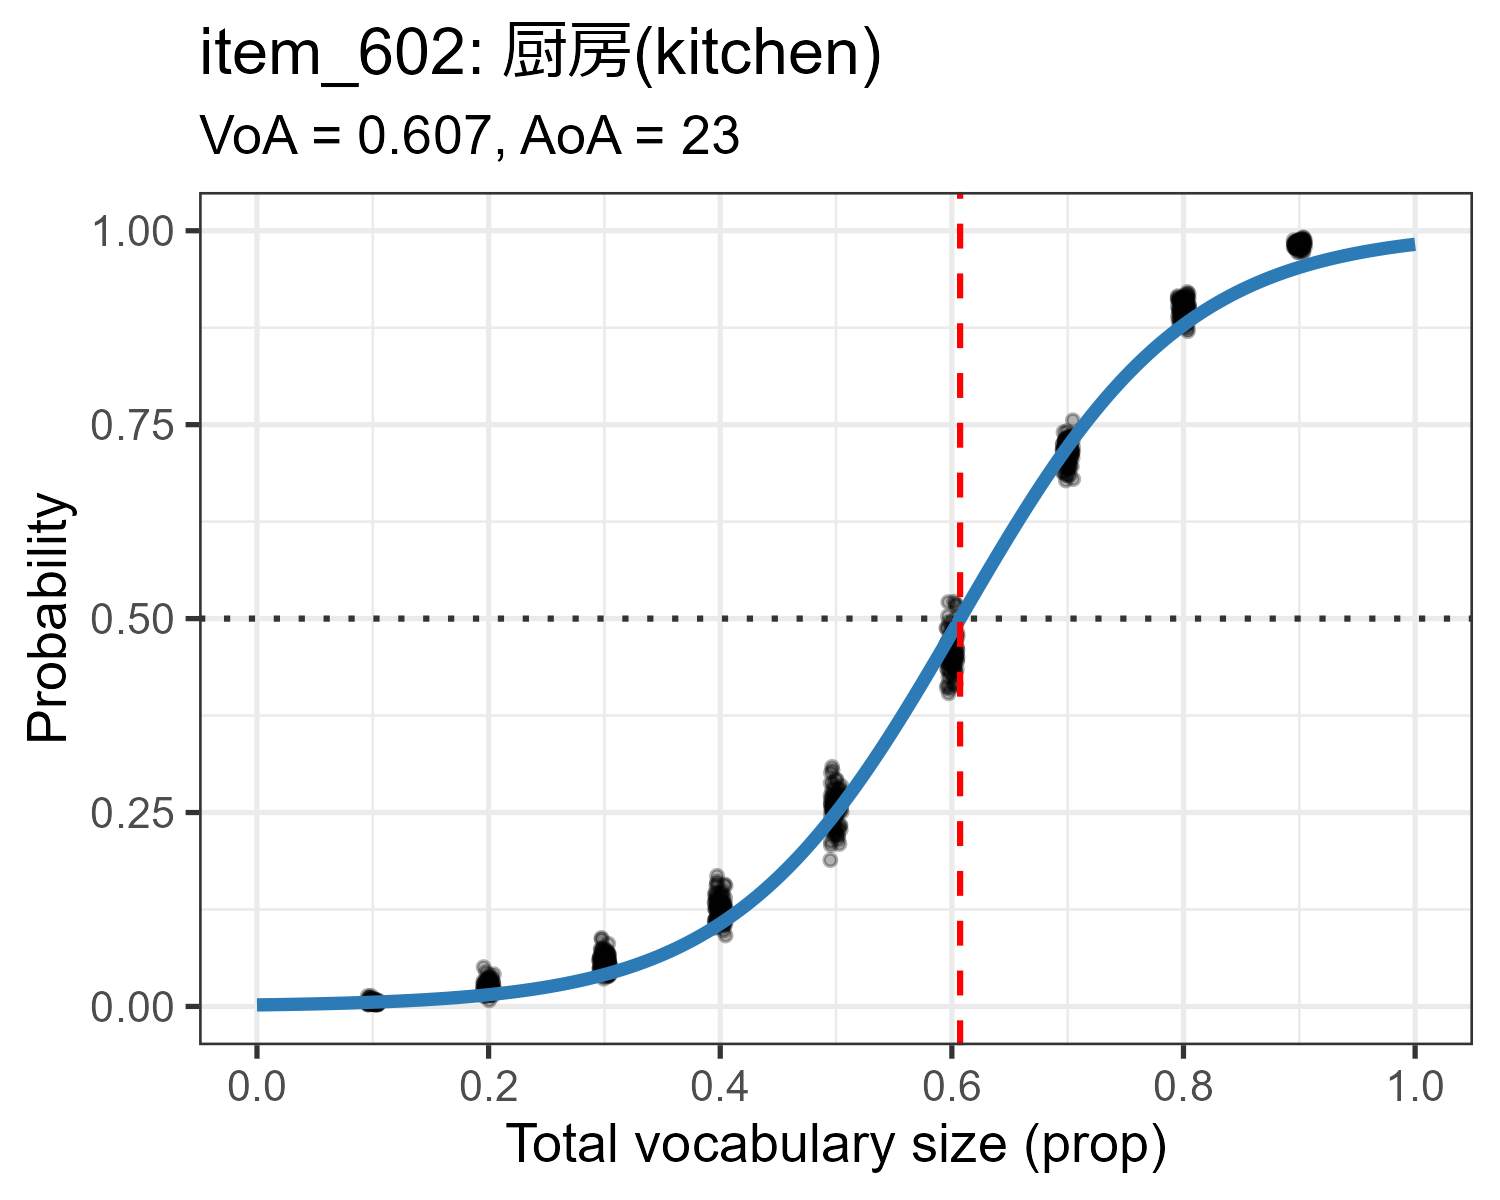 item_602: 厨房(kitchen)
VoA = 0.607, AoA = 23
1.00
0.75
0.50
0.25
0.00
Probability
0.0 0.2 0.4 0.6 0.8 1.0
Total vocabulary size (prop)